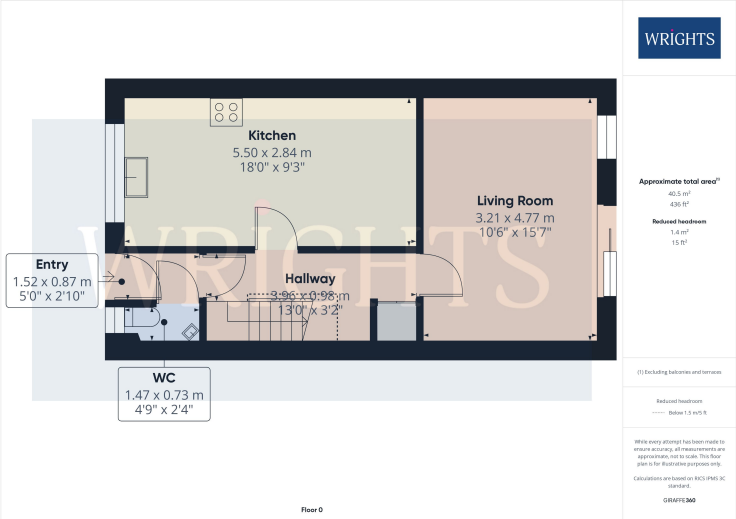 WRIGHTS
Kitchen
5.50 x 2.84 m
18'0" x 9'3"
Living Room
3.21 x 4.77 m
10'6" x 15'7"
Entry
1.52 x 0.87 m
5'0" x 2'10"
Hallway
3.96 x 0.98 m
13'0" x 3'2"
WC
1.47 x 0.73 m
4'9" x 2'4"
WRIGHTS
Floor 0
Approximate total area⁽¹⁾
40.5 m²
436 ft²
Reduced headroom
1.4 m²
15 ft²
(1) Excluding balconies and terraces
Reduced headroom
Below 1.5 m/5 ft
While every attempt has been made to
ensure accuracy, all measurements are
approximate, not to scale. This floor
plan is for illustrative purposes only.
Calculations are based on RICS IPMS 3C
standard.
GIRAFFE360